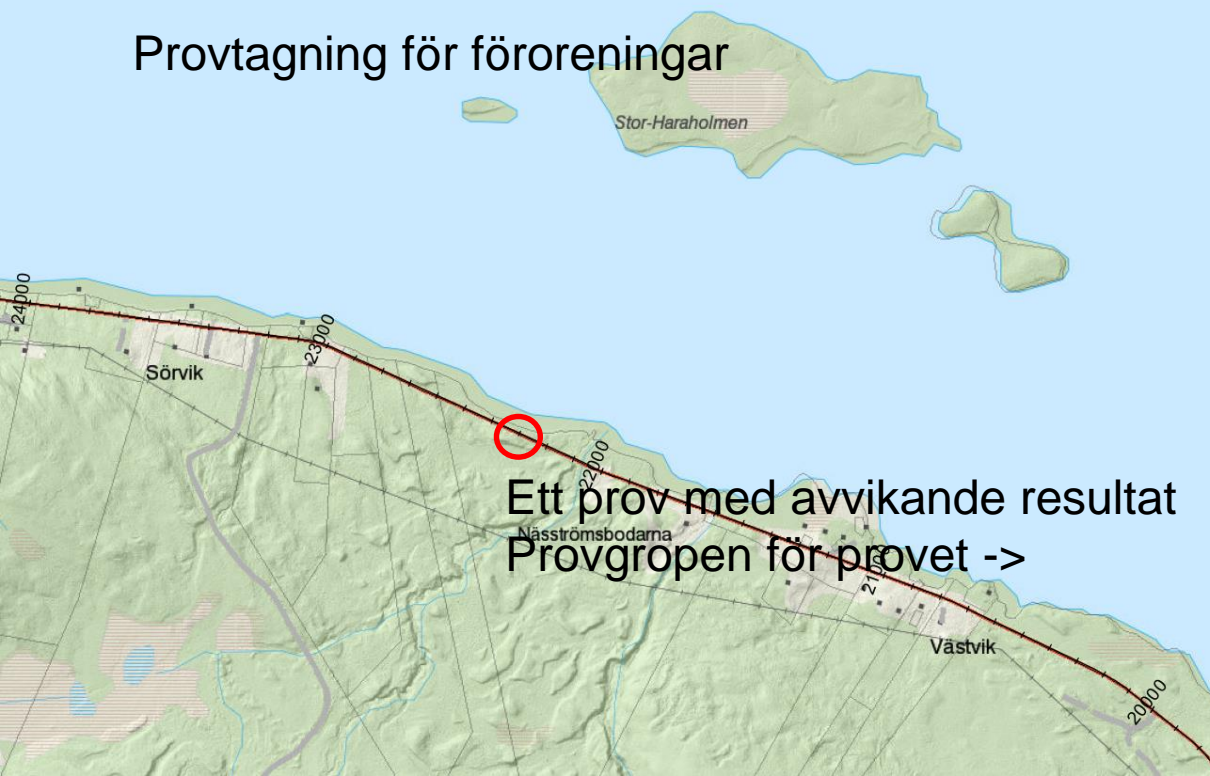 Provtagning för föroreningar
Stor-Haraholmen
24000
23000
Sörvik
22000
Ett prov med avvikande resultat
Näsströmsbodarna
Provgropen för provet ->
21000
Västvik
20000